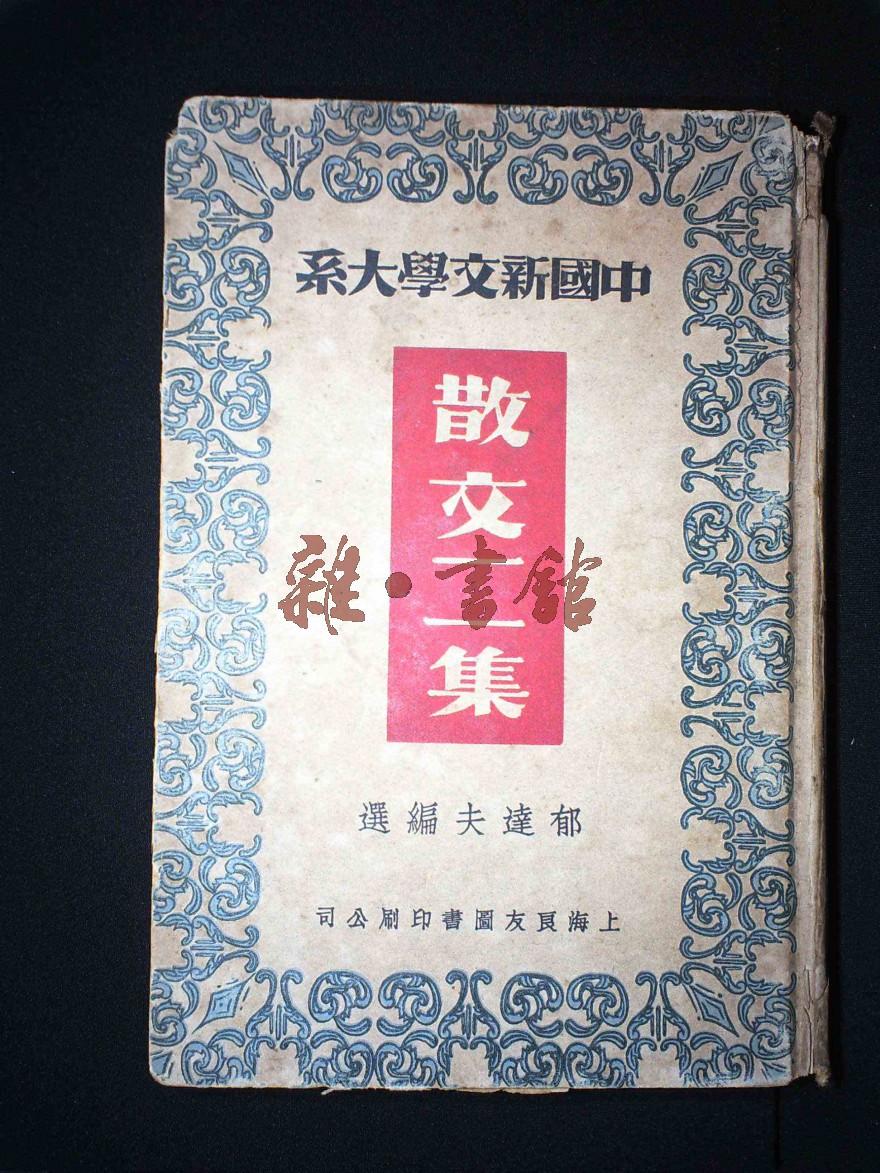 中國新文學大系
散文二集
郁達夫編選
上海良友圖書印刷公司
雜·書舘